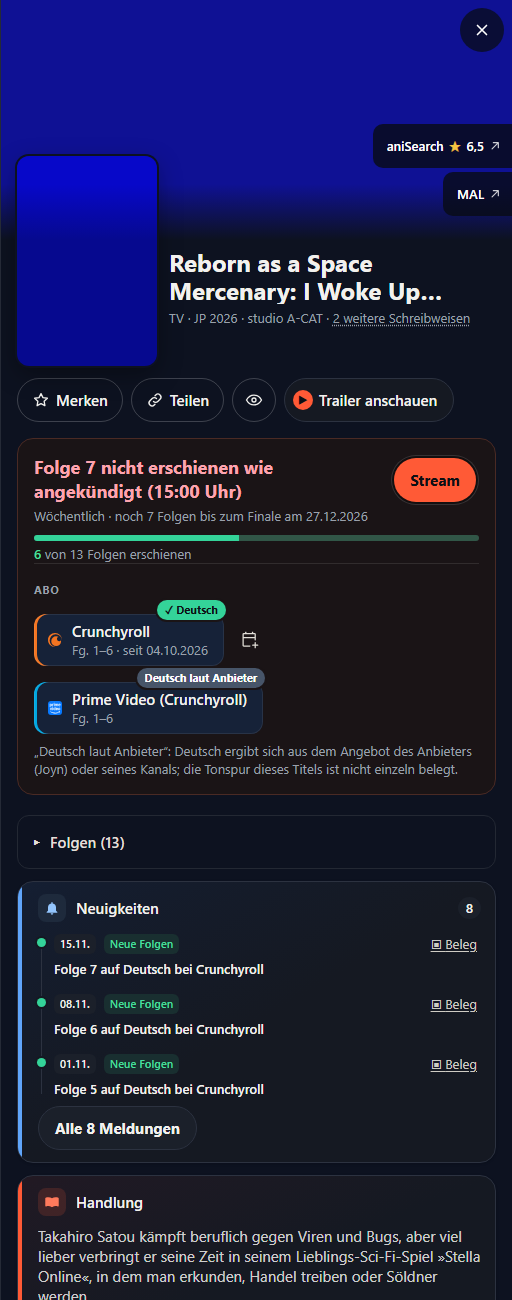 aniSearch ★ 6,5 ↗
MAL ↗
Reborn as a Space
Mercenary: I Woke Up…
TV · JP 2026 · studio A-CAT · 2 weitere Schreibweisen
Merken
Teilen
Trailer anschauen
Folge 7 nicht erschienen wie
angekündigt (15:00 Uhr)
Stream
Wöchentlich · noch 7 Folgen bis zum Finale am 27.12.2026
6 von 13 Folgen erschienen
ABO
✓ Deutsch
Crunchyroll
Fg. 1–6 · seit 04.10.2026
Deutsch laut Anbieter
Prime Video (Crunchyroll)
Fg. 1–6
„Deutsch laut Anbieter“: Deutsch ergibt sich aus dem Angebot des Anbieters
(Joyn) oder seines Kanals; die Tonspur dieses Titels ist nicht einzeln belegt.
▸ Folgen (13)
Neuigkeiten
8
15.11. Neue Folgen
▣ Beleg
Folge 7 auf Deutsch bei Crunchyroll
08.11. Neue Folgen
▣ Beleg
Folge 6 auf Deutsch bei Crunchyroll
01.11. Neue Folgen
▣ Beleg
Folge 5 auf Deutsch bei Crunchyroll
Alle 8 Meldungen
Handlung
Takahiro Satou kämpft beruflich gegen Viren und Bugs, aber viel
lieber verbringt er seine Zeit in seinem Lieblings-Sci-Fi-Spiel »Stella
Online«, in dem man erkunden, Handel treiben oder Söldner
werden